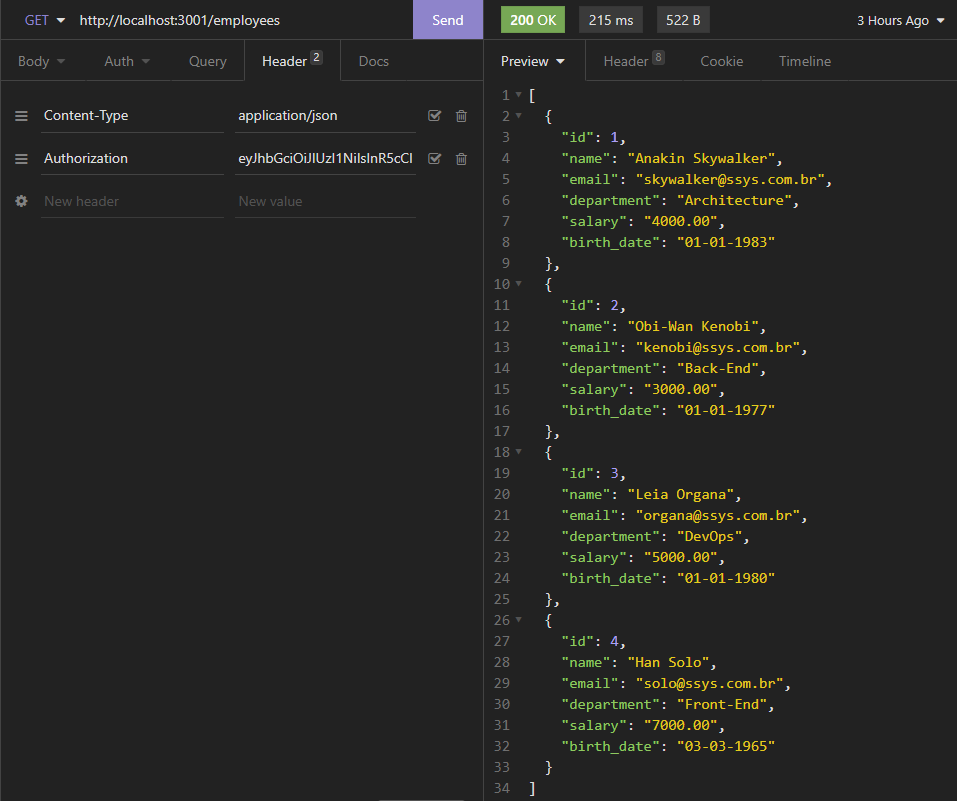 GET http://localhost:3001/employees Send
Body Auth Query Header 2 Docs
Content-Type application/json
Authorization eyJhbGciOiJIUzI1NiIsInR5cCI
New header New value
200 OK 215 ms 522 B 3 Hours Ago
Preview Header 8 Cookie Timeline
1 [
2 {
3 "id": 1,
4 "name": "Anakin Skywalker",
5 "email": "skywalker@ssys.com.br",
6 "department": "Architecture",
7 "salary": "4000.00",
8 "birth_date": "01-01-1983"
9 },
10 {
11 "id": 2,
12 "name": "Obi-Wan Kenobi",
13 "email": "kenobi@ssys.com.br",
14 "department": "Back-End",
15 "salary": "3000.00",
16 "birth_date": "01-01-1977"
17 },
18 {
19 "id": 3,
20 "name": "Leia Organa",
21 "email": "organa@ssys.com.br",
22 "department": "DevOps",
23 "salary": "5000.00",
24 "birth_date": "01-01-1980"
25 },
26 {
27 "id": 4,
28 "name": "Han Solo",
29 "email": "solo@ssys.com.br",
30 "department": "Front-End",
31 "salary": "7000.00",
32 "birth_date": "03-03-1965"
33 }
34 ]